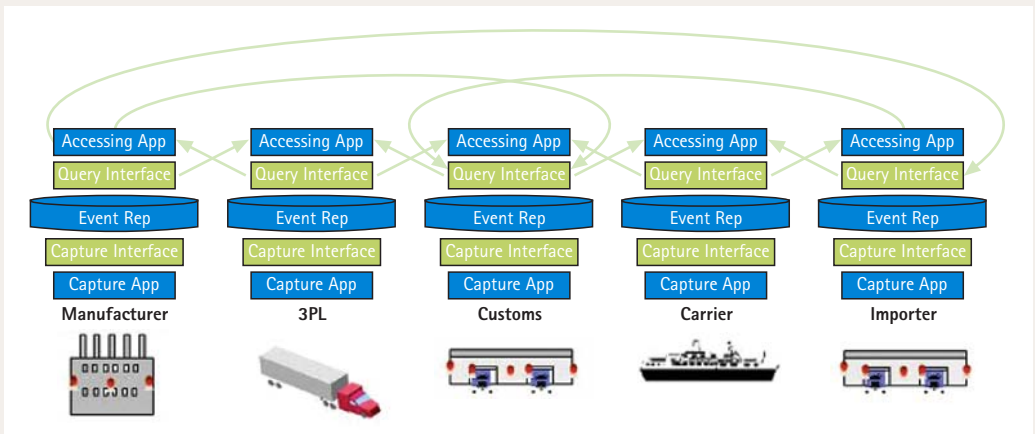 Accessing App Accessing App Accessing App Accessing App Accessing App
Query Interface Query Interface Query Interface Query Interface Query Interface
Event Rep Event Rep Event Rep Event Rep Event Rep
Capture Interface Capture Interface Capture Interface Capture Interface Capture Interface
Capture App Capture App Capture App Capture App Capture App
Manufacturer 3PL Customs Carrier Importer